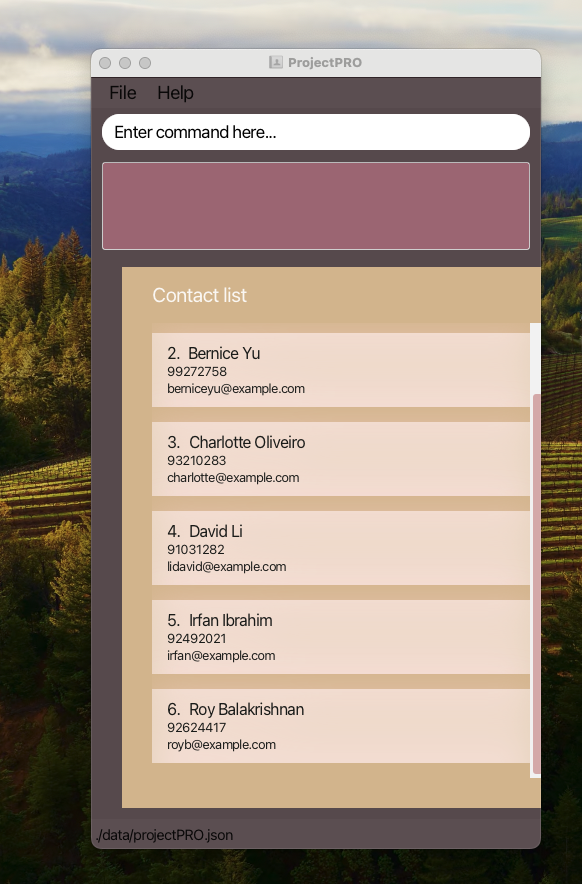 ProjectPRO
File Help
Enter command here...
Contact list
2. Bernice Yu
99272758
berniceyu@example.com
3. Charlotte Oliveiro
93210283
charlotte@example.com
4. David Li
91031282
lidavid@example.com
5. Irfan Ibrahim
92492021
irfan@example.com
6. Roy Balakrishnan
92624417
royb@example.com
./data/projectPRO.json